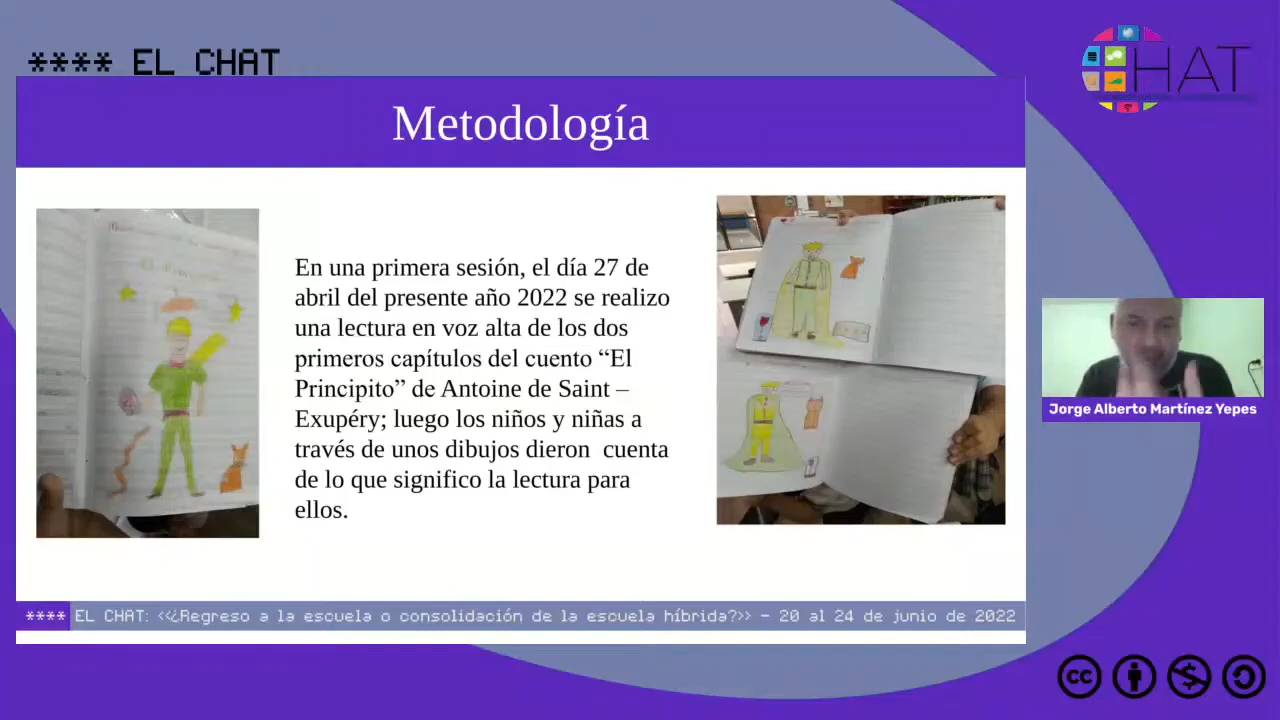 **** EL CHAT
HAT
Metodología
En una primera sesión, el día 27 de
abril del presente año 2022 se realizo
una lectura en voz alta de los dos
primeros capítulos del cuento “El
Principito” de Antoine de Saint –
Exupéry; luego los niños y niñas a
través de unos dibujos dieron cuenta
de lo que significo la lectura para
ellos.
Jorge Alberto Martínez Yepes
**** EL CHAT: <<¿Regreso a la escuela o consolidación de la escuela híbrida?>> – 20 al 24 de junio de 2022
cc